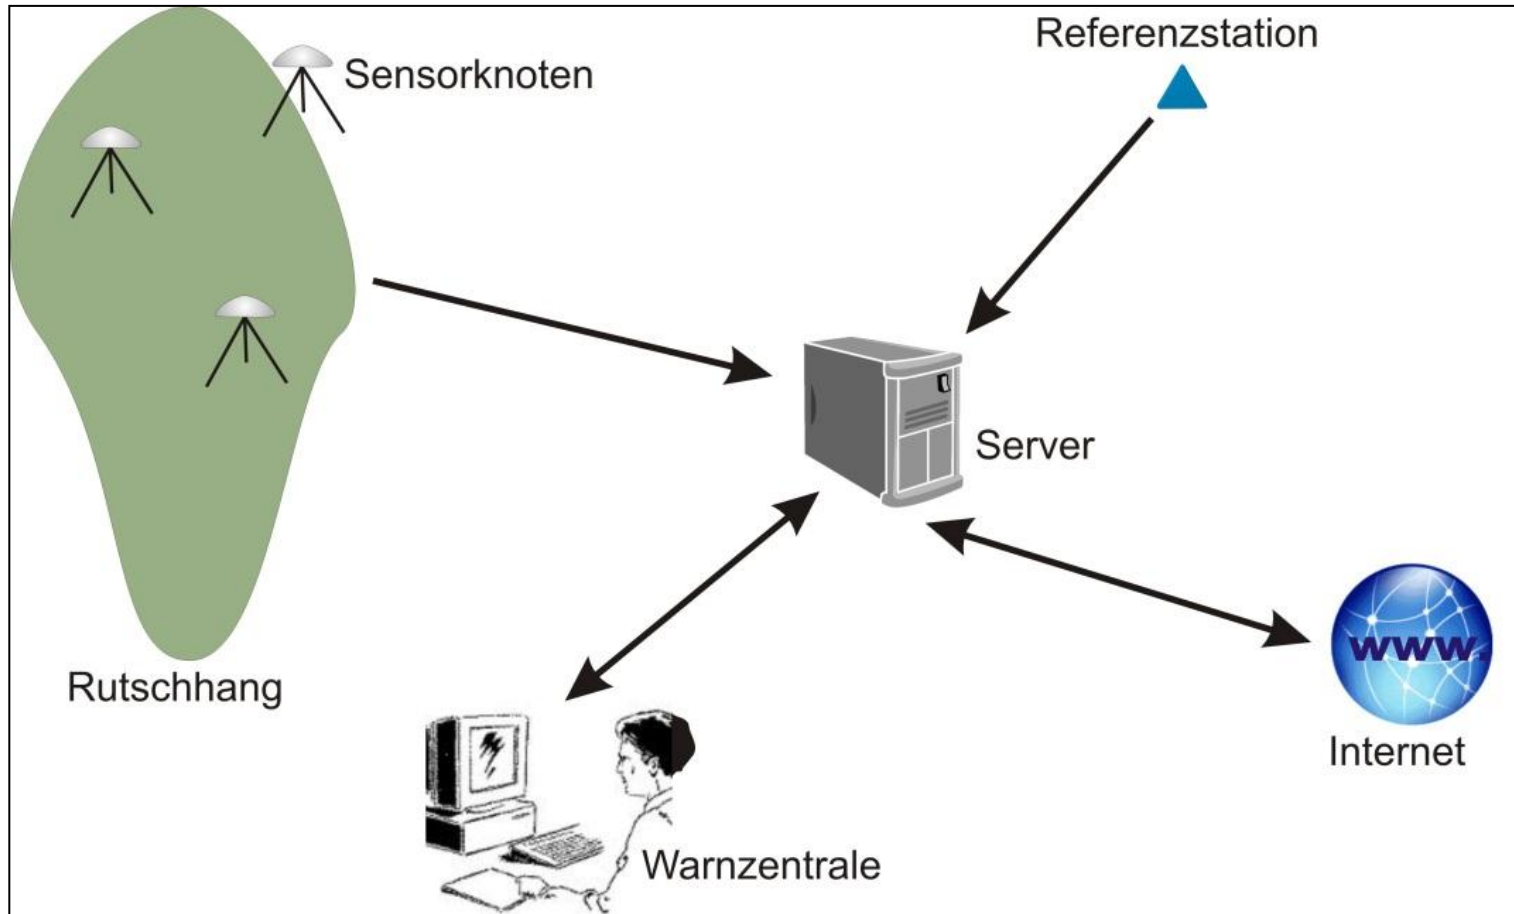 Referenzstation
Sensorknoten
Server
www.
Rutschhang
Internet
Warnzentrale